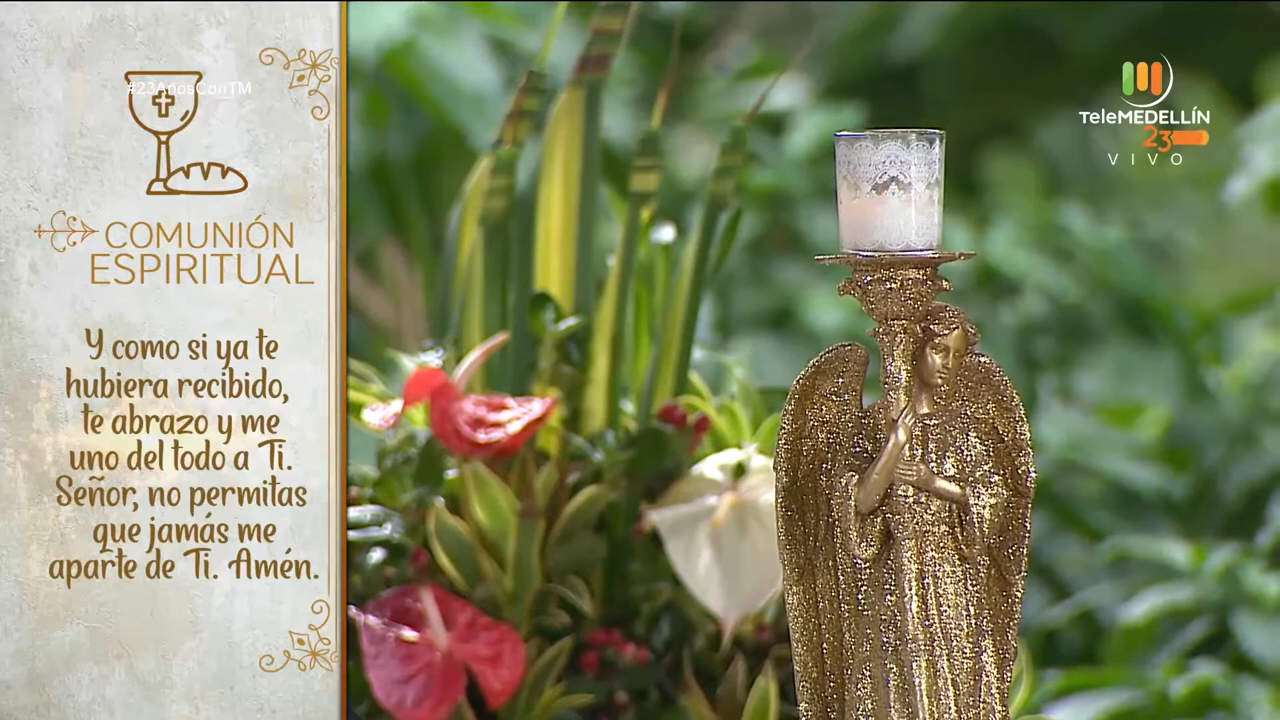 #23AñosConTM
COMUNIÓN
ESPIRITUAL
Y como si ya te
hubiera recibido,
te abrazo y me
uno del todo a Ti.
Señor, no permitas
que jamás me
aparte de Ti. Amén.
TeleMEDELLÍN
23
VIVO